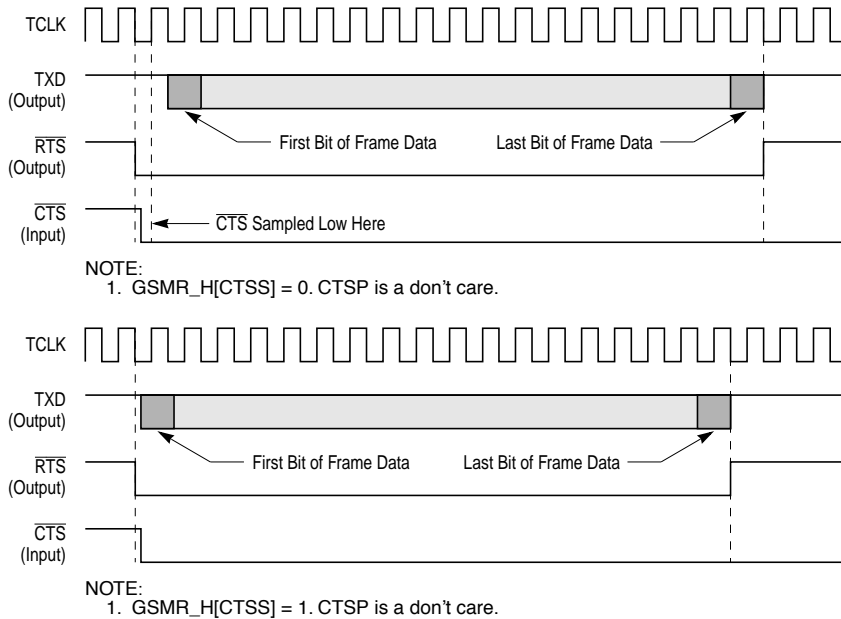 TCLK
TXD
(Output)
First Bit of Frame Data Last Bit of Frame Data
RTS
(Output)
CTS
(Input)
CTS Sampled Low Here
NOTE:
1. GSMR_H[CTSS] = 0. CTSP is a don't care.
TCLK
TXD
(Output)
First Bit of Frame Data Last Bit of Frame Data
RTS
(Output)
CTS
(Input)
NOTE:
1. GSMR_H[CTSS] = 1. CTSP is a don't care.